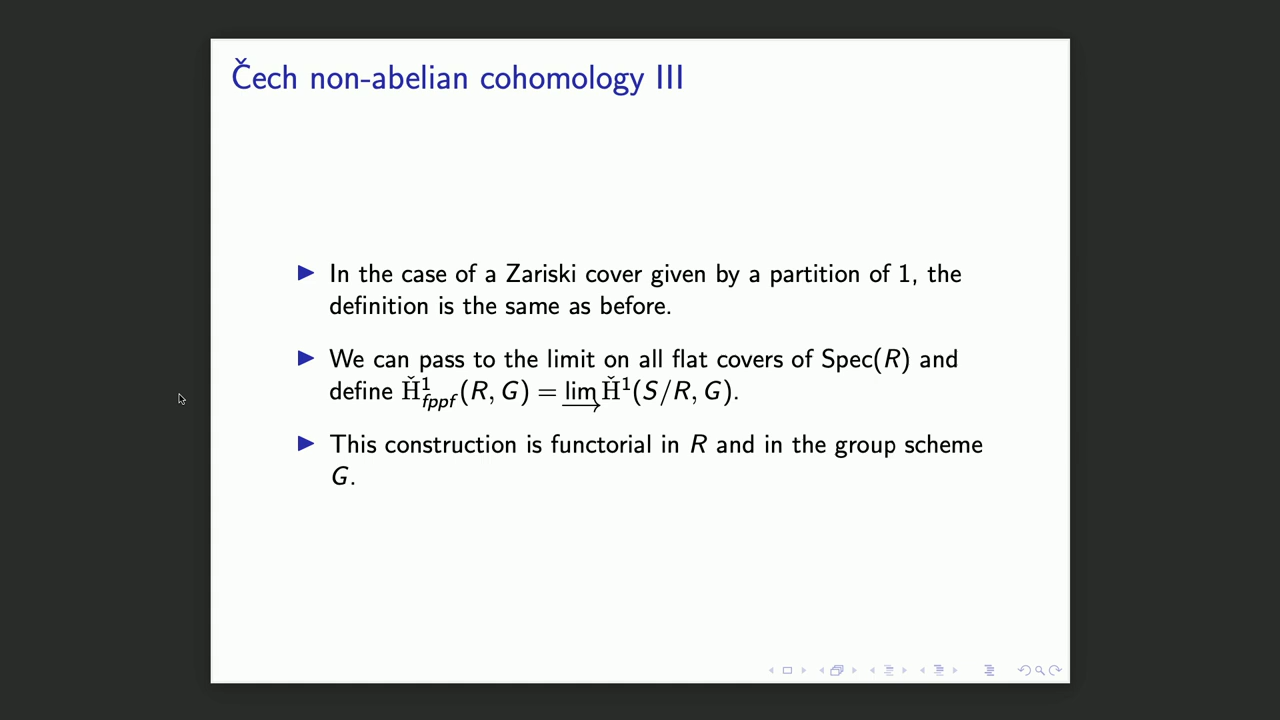 Čech non-abelian cohomology III
▶ In the case of a Zariski cover given by a partition of 1, the
definition is the same as before.
▶ We can pass to the limit on all flat covers of Spec(R) and
define Ȟ¹_fppf(R, G) = lim→ Ȟ¹(S/R, G).
▶ This construction is functorial in R and in the group scheme
G.